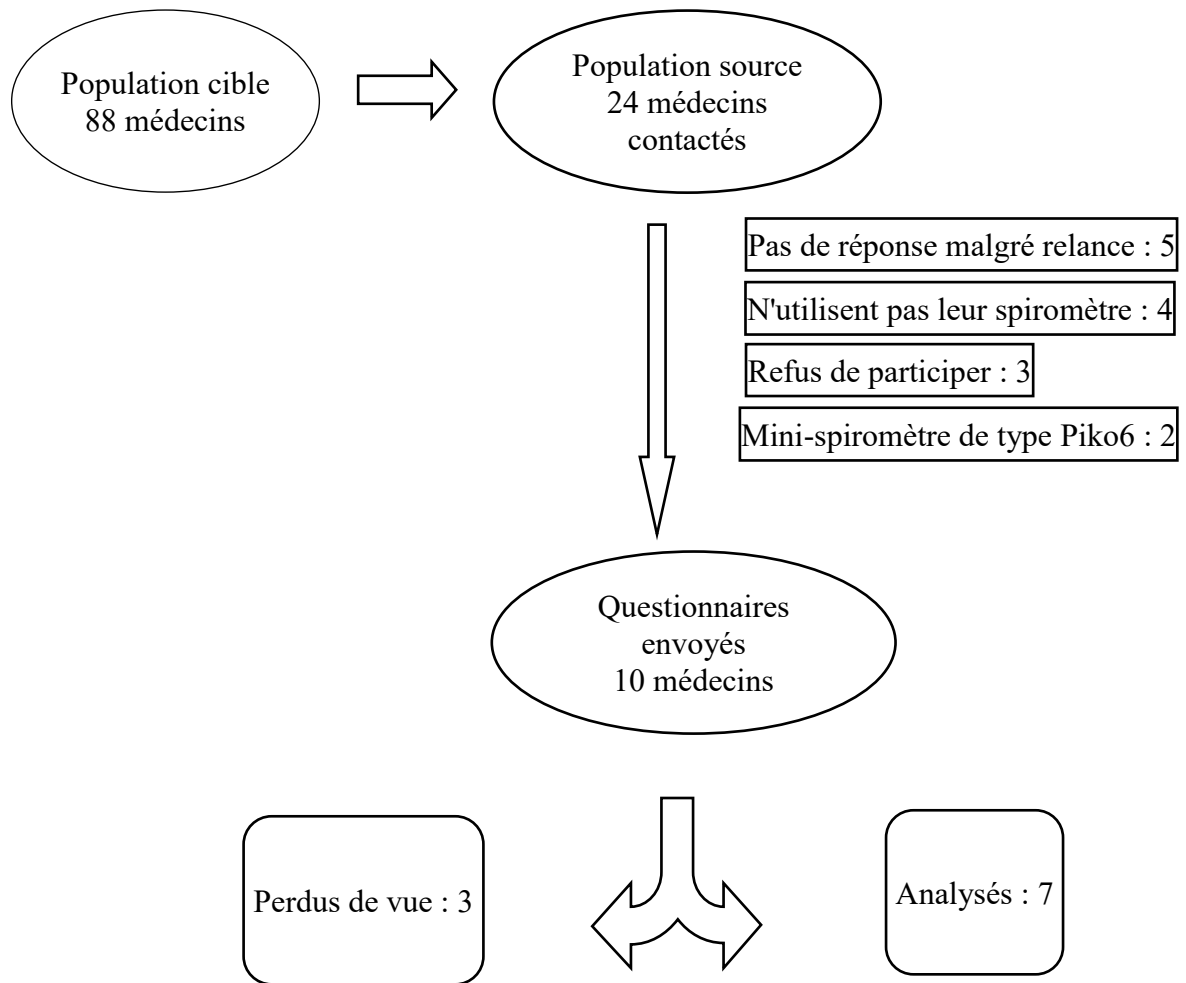 Population cible
88 médecins
Population source
24 médecins
contactés
Pas de réponse malgré relance : 5
N'utilisent pas leur spiromètre : 4
Refus de participer : 3
Mini-spiromètre de type Piko6 : 2
Questionnaires
envoyés
10 médecins
Perdus de vue : 3
Analysés : 7